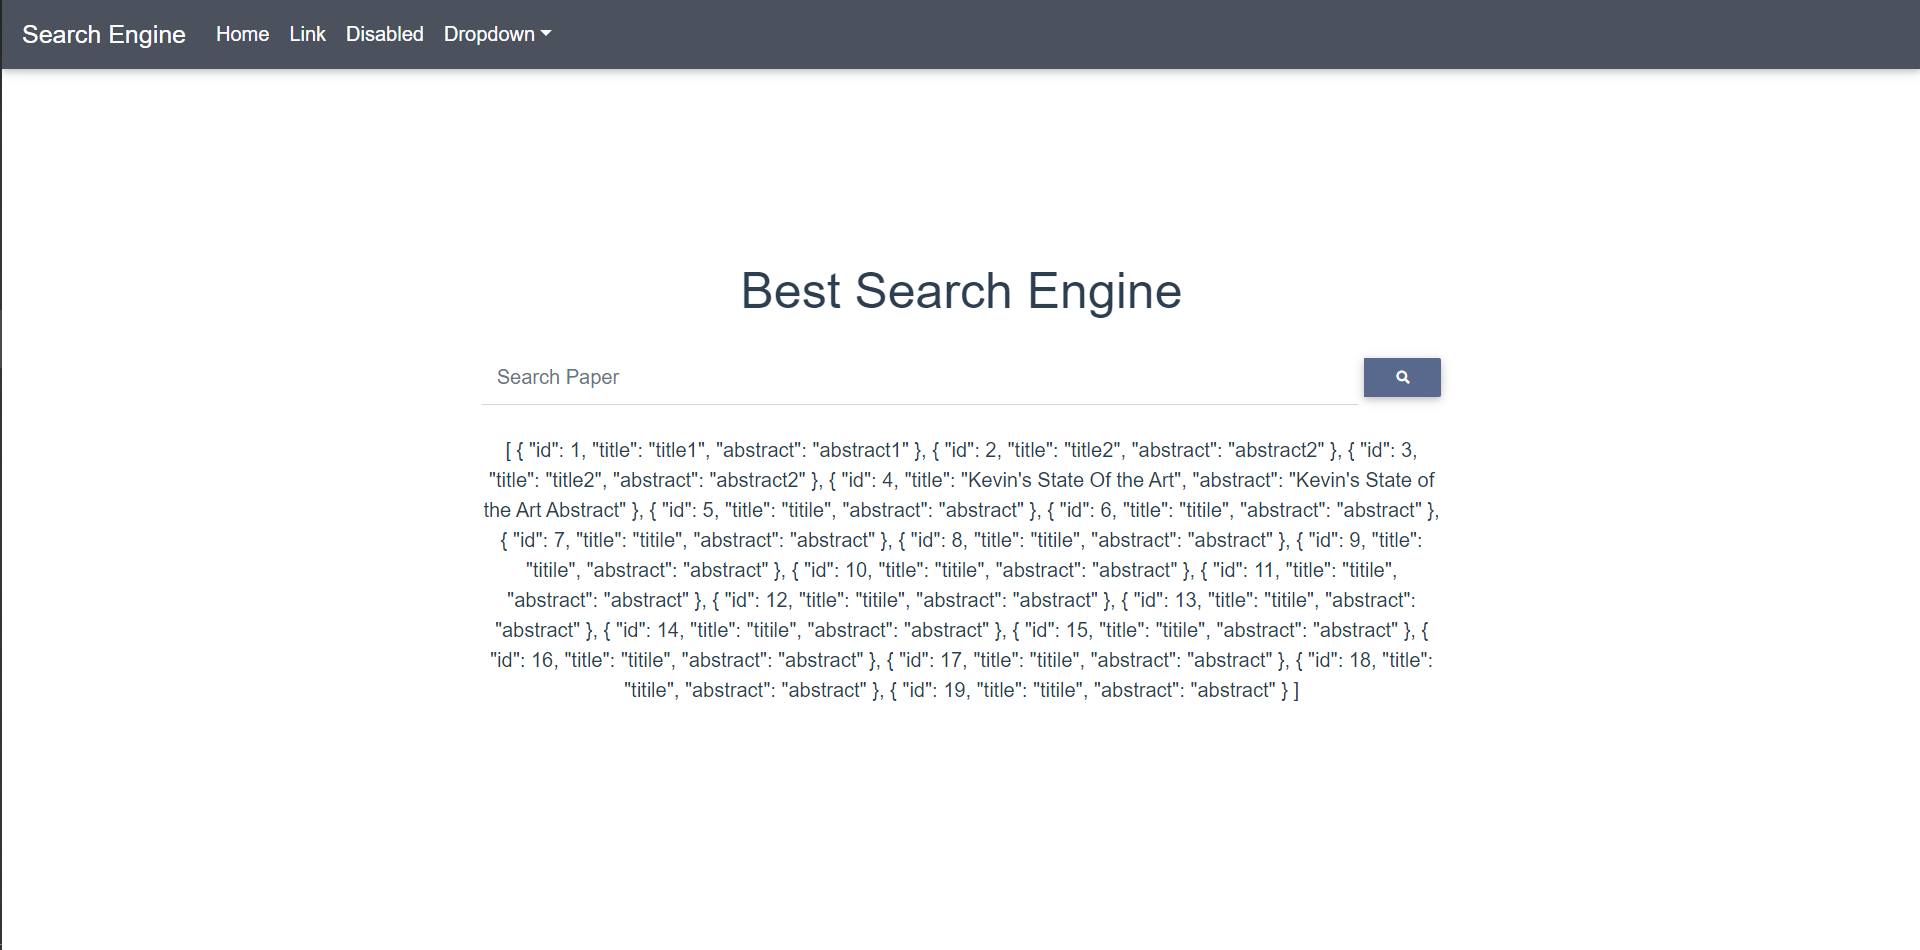 Search Engine Home Link Disabled Dropdown
Best Search Engine
Search Paper
[ { "id": 1, "title": "title1", "abstract": "abstract1" }, { "id": 2, "title": "title2", "abstract": "abstract2" }, { "id": 3,
"title": "title2", "abstract": "abstract2" }, { "id": 4, "title": "Kevin's State Of the Art", "abstract": "Kevin's State of
the Art Abstract" }, { "id": 5, "title": "titile", "abstract": "abstract" }, { "id": 6, "title": "titile", "abstract": "abstract" },
{ "id": 7, "title": "titile", "abstract": "abstract" }, { "id": 8, "title": "titile", "abstract": "abstract" }, { "id": 9, "title":
"titile", "abstract": "abstract" }, { "id": 10, "title": "titile", "abstract": "abstract" }, { "id": 11, "title": "titile",
"abstract": "abstract" }, { "id": 12, "title": "titile", "abstract": "abstract" }, { "id": 13, "title": "titile", "abstract":
"abstract" }, { "id": 14, "title": "titile", "abstract": "abstract" }, { "id": 15, "title": "titile", "abstract": "abstract" }, {
"id": 16, "title": "titile", "abstract": "abstract" }, { "id": 17, "title": "titile", "abstract": "abstract" }, { "id": 18, "title":
"titile", "abstract": "abstract" }, { "id": 19, "title": "titile", "abstract": "abstract" } ]